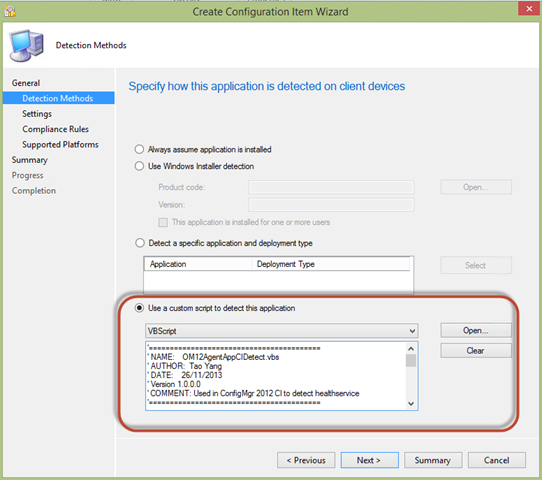 Create Configuration Item Wizard
Detection Methods
General
Detection Methods
Settings
Compliance Rules
Supported Platforms
Summary
Progress
Completion
Specify how this application is detected on client devices
Always assume application is installed
Use Windows Installer detection
Product code:
Open...
Version:
This application is installed for one or more users
Detect a specific application and deployment type
Application Deployment Type
Select
Use a custom script to detect this application
VBScript
Open...
Clear
'=========================================
' NAME: OM12AgentAppCIDetect.vbs
' AUTHOR: Tao Yang
' DATE: 26/11/2013
' Version 1.0.0.0
' COMMENT: Used in ConfigMgr 2012 CI to detect healthservice
'=========================================
< Previous
Next >
Summary
Cancel